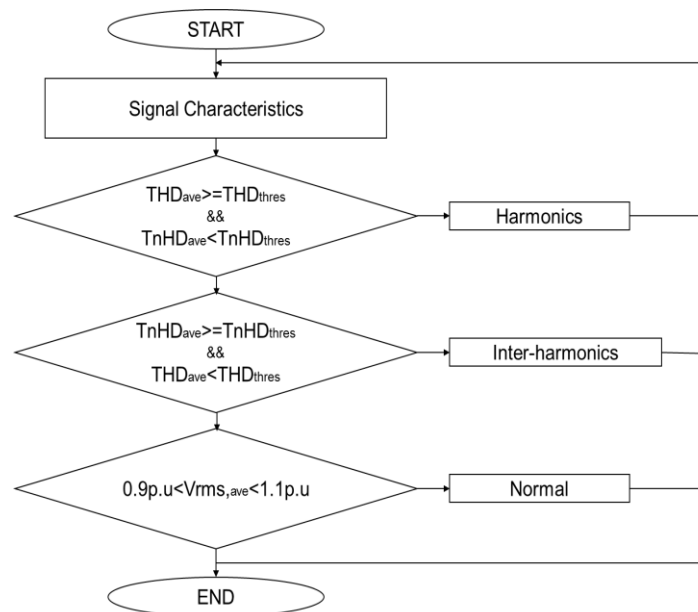 START
Signal Characteristics
THDave>=THDthres
&&
TnHDave<TnHDthres
Harmonics
TnHDave>=TnHDthres
&&
THDave<THDthres
Inter-harmonics
0.9p.u<Vrms,ave<1.1p.u
Normal
END